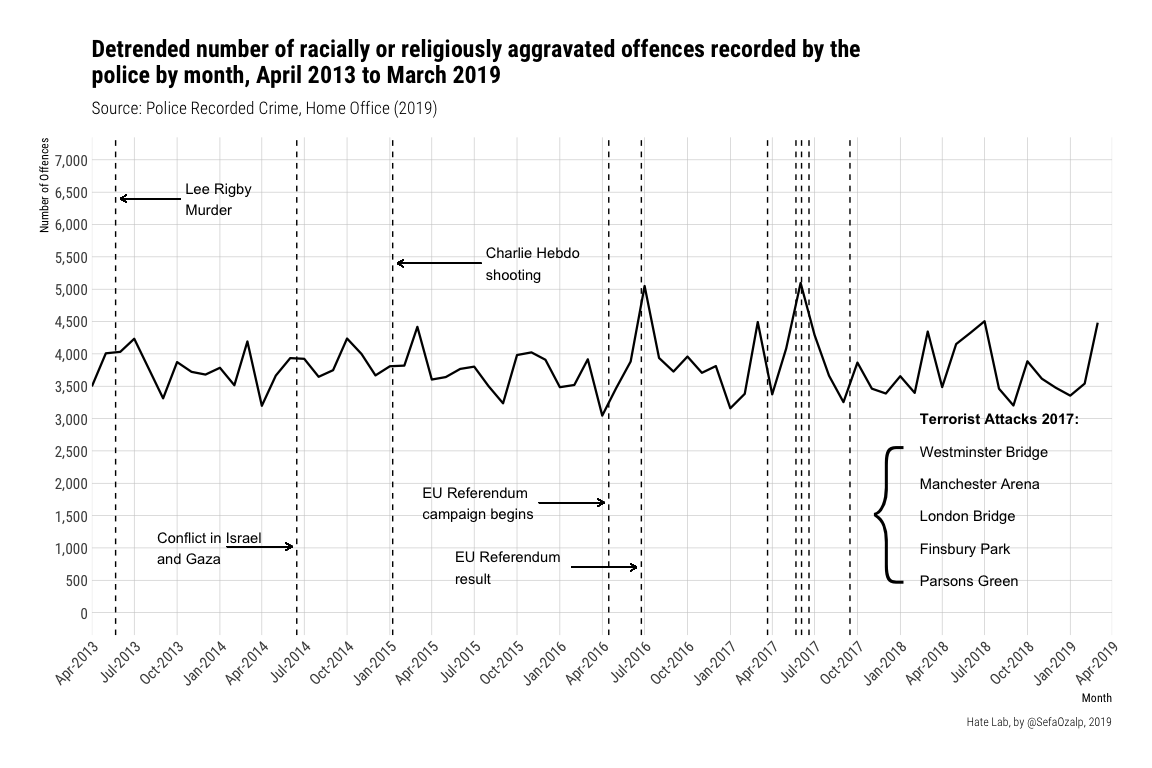 Detrended number of racially or religiously aggravated offences recorded by the
police by month, April 2013 to March 2019
Source: Police Recorded Crime, Home Office (2019)
Number of Offences
7,000
6,500
6,000
5,500
5,000
4,500
4,000
3,500
3,000
2,500
2,000
1,500
1,000
500
0
Lee Rigby
Murder
Charlie Hebdo
shooting
EU Referendum
campaign begins
Conflict in Israel
and Gaza
EU Referendum
result
Terrorist Attacks 2017:
Westminster Bridge
Manchester Arena
London Bridge
Finsbury Park
Parsons Green
Apr-2013
Jul-2013
Oct-2013
Jan-2014
Apr-2014
Jul-2014
Oct-2014
Jan-2015
Apr-2015
Jul-2015
Oct-2015
Jan-2016
Apr-2016
Jul-2016
Oct-2016
Jan-2017
Apr-2017
Jul-2017
Oct-2017
Jan-2018
Apr-2018
Jul-2018
Oct-2018
Jan-2019
Apr-2019
Month
Hate Lab, by @SefaOzalp, 2019